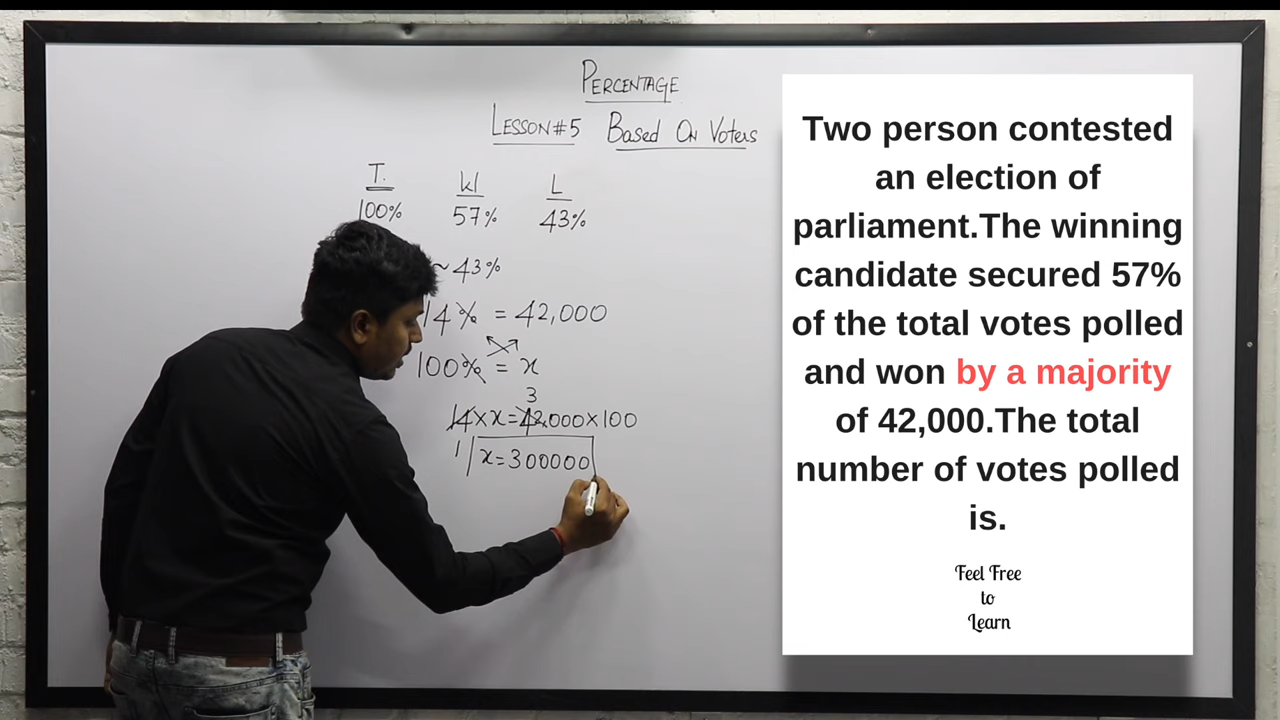 PERCENTAGE
LESSON#5 Based On Voters
T. W L
100% 57% 43%
~ 43%
14% = 42,000
100% = x
3
14 × x = 42,000 × 100
1 x = 300000
Two person contested
an election of
parliament.The winning
candidate secured 57%
of the total votes polled
and won by a majority
of 42,000.The total
number of votes polled
is.
Feel Free
to
Learn